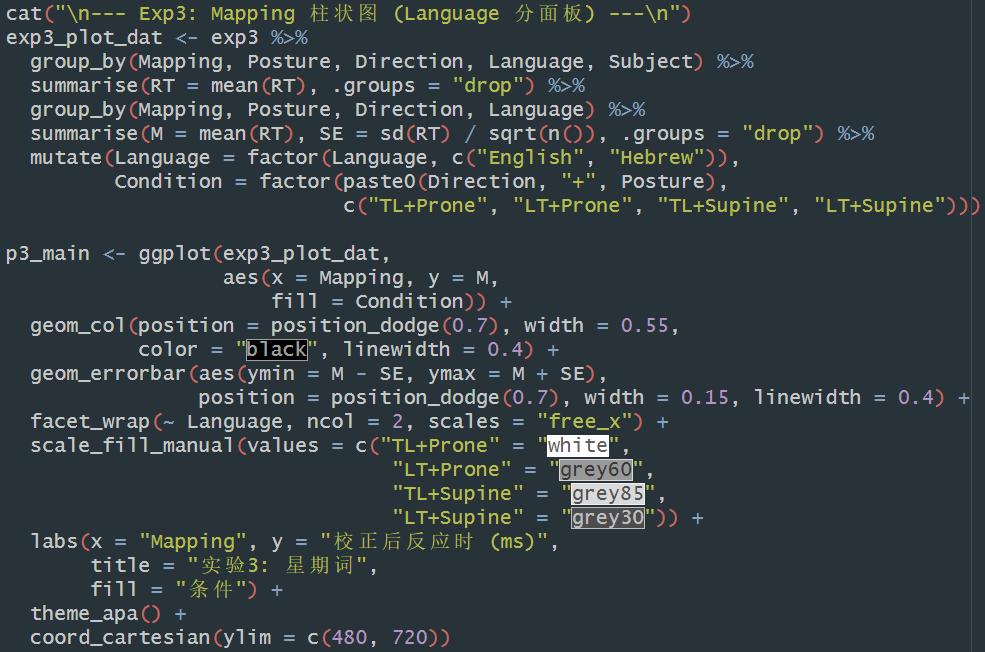 cat("\n--- Exp3: Mapping 柱状图 (Language 分面板) ---\n")
exp3_plot_dat <- exp3 %>%
  group_by(Mapping, Posture, Direction, Language, Subject) %>%
  summarise(RT = mean(RT), .groups = "drop") %>%
  group_by(Mapping, Posture, Direction, Language) %>%
  summarise(M = mean(RT), SE = sd(RT) / sqrt(n()), .groups = "drop") %>%
  mutate(Language = factor(Language, c("English", "Hebrew")),
         Condition = factor(paste0(Direction, "+", Posture),
                            c("TL+Prone", "LT+Prone", "TL+Supine", "LT+Supine")))

p3_main <- ggplot(exp3_plot_dat,
                  aes(x = Mapping, y = M,
                      fill = Condition)) +
  geom_col(position = position_dodge(0.7), width = 0.55,
           color = "black", linewidth = 0.4) +
  geom_errorbar(aes(ymin = M - SE, ymax = M + SE),
                position = position_dodge(0.7), width = 0.15, linewidth = 0.4) +
  facet_wrap(~ Language, ncol = 2, scales = "free_x") +
  scale_fill_manual(values = c("TL+Prone" = "white",
                                "LT+Prone" = "grey60",
                                "TL+Supine" = "grey85",
                                "LT+Supine" = "grey30")) +
  labs(x = "Mapping", y = "校正后反应时 (ms)",
       title = "实验3: 星期词",
       fill = "条件") +
  theme_apa() +
  coord_cartesian(ylim = c(480, 720))